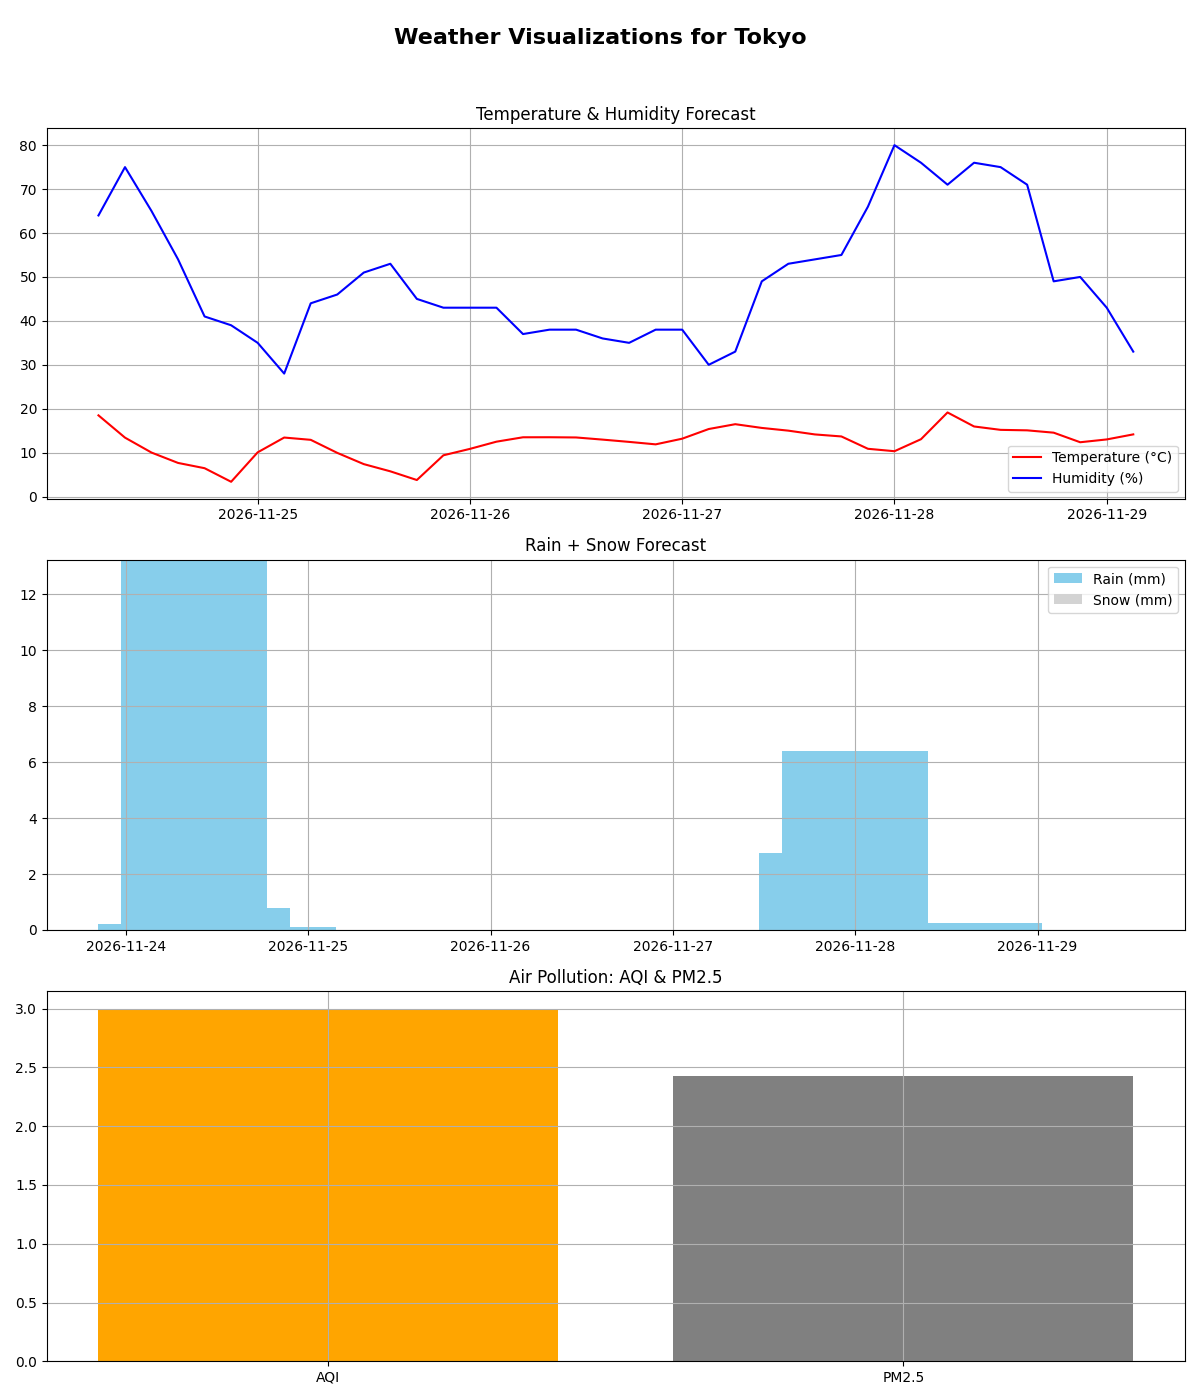 Weather Visualizations for Tokyo
Temperature & Humidity Forecast
80
70
60
50
40
30
20
10
0
Temperature (°C)
Humidity (%)
2026-11-25 2026-11-26 2026-11-27 2026-11-28 2026-11-29
Rain + Snow Forecast
Rain (mm)
Snow (mm)
12
10
8
6
4
2
0
2026-11-24 2026-11-25 2026-11-26 2026-11-27 2026-11-28 2026-11-29
Air Pollution: AQI & PM2.5
3.0
2.5
2.0
1.5
1.0
0.5
0.0
AQI PM2.5